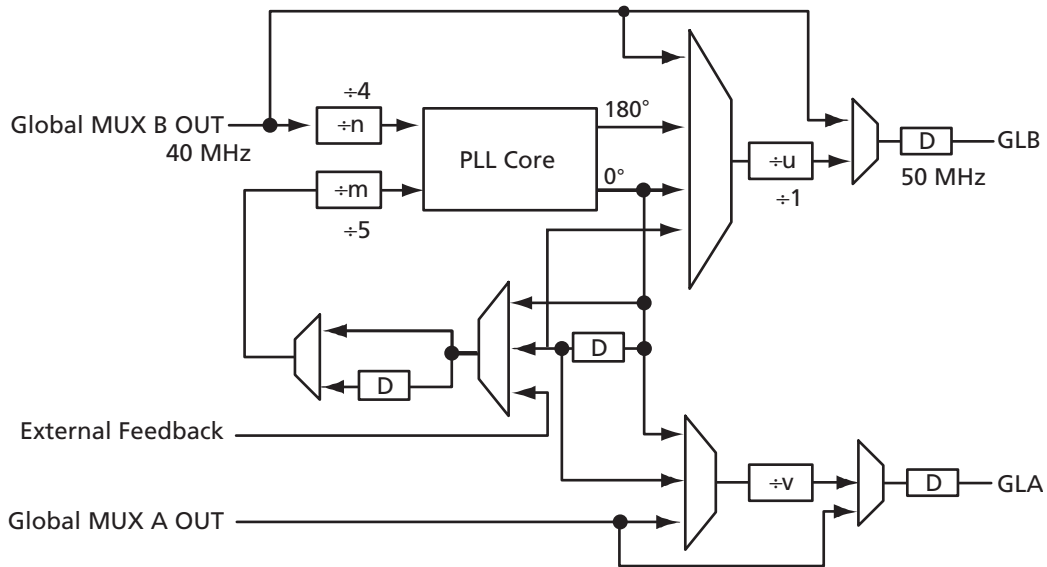 ÷4
Global MUX B OUT
÷n
40 MHz
PLL Core
180°
0°
÷m
÷5
÷u
÷1
D
GLB
50 MHz
D
D
External Feedback
÷v
D
GLA
Global MUX A OUT